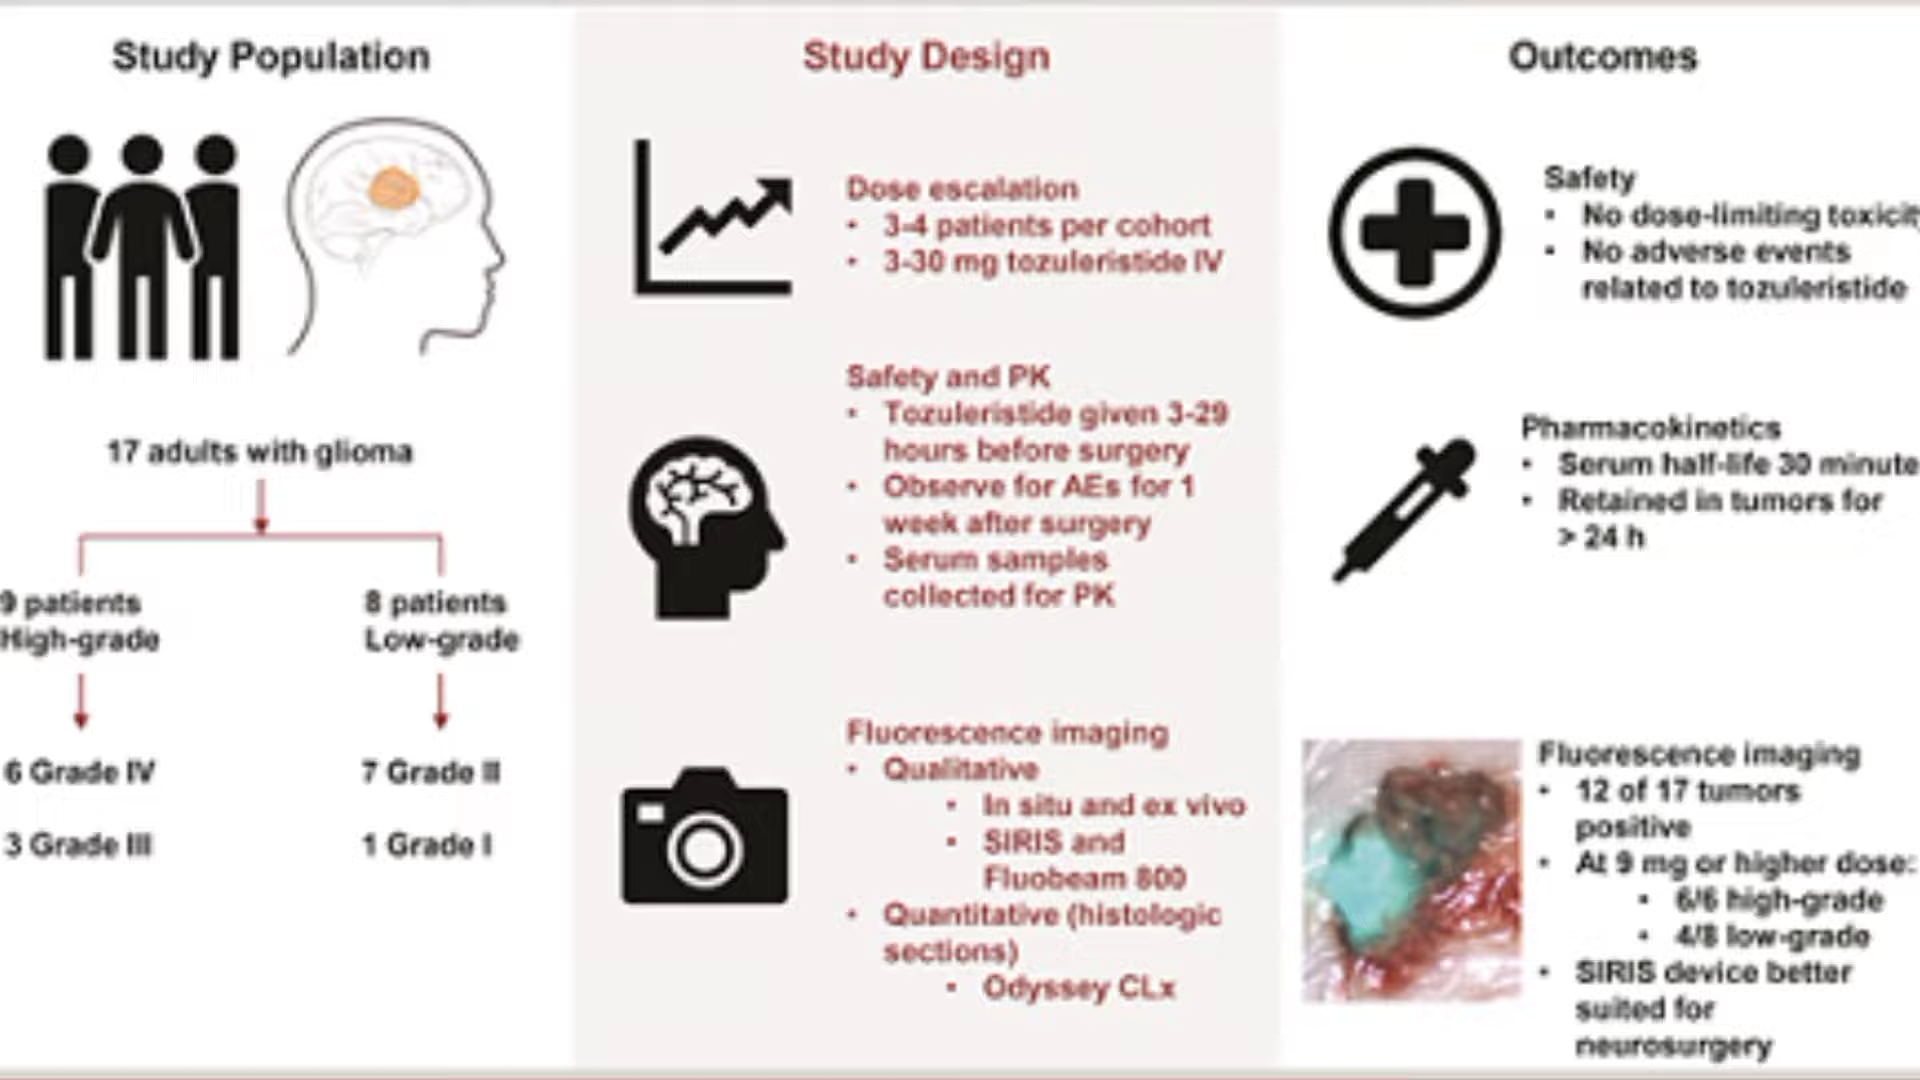 Study Population
17 adults with glioma
9 patients
High-grade
8 patients
Low-grade
6 Grade IV
3 Grade III
7 Grade II
1 Grade I
Study Design
Dose escalation
• 3-4 patients per cohort
• 3-30 mg tozuleristide IV
Safety and PK
• Tozuleristide given 3-29
hours before surgery
• Observe for AEs for 1
week after surgery
• Serum samples
collected for PK
Fluorescence imaging
• Qualitative
• In situ and ex vivo
• SIRIS and
Fluobeam 800
• Quantitative (histologic
sections)
• Odyssey CLx
Outcomes
Safety
• No dose-limiting toxicity
• No adverse events
related to tozuleristide
Pharmacokinetics
• Serum half-life 30 minute
• Retained in tumors for
> 24 h
Fluorescence imaging
• 12 of 17 tumors
positive
• At 9 mg or higher dose:
• 6/6 high-grade
• 4/8 low-grade
• SIRIS device better
suited for
neurosurgery